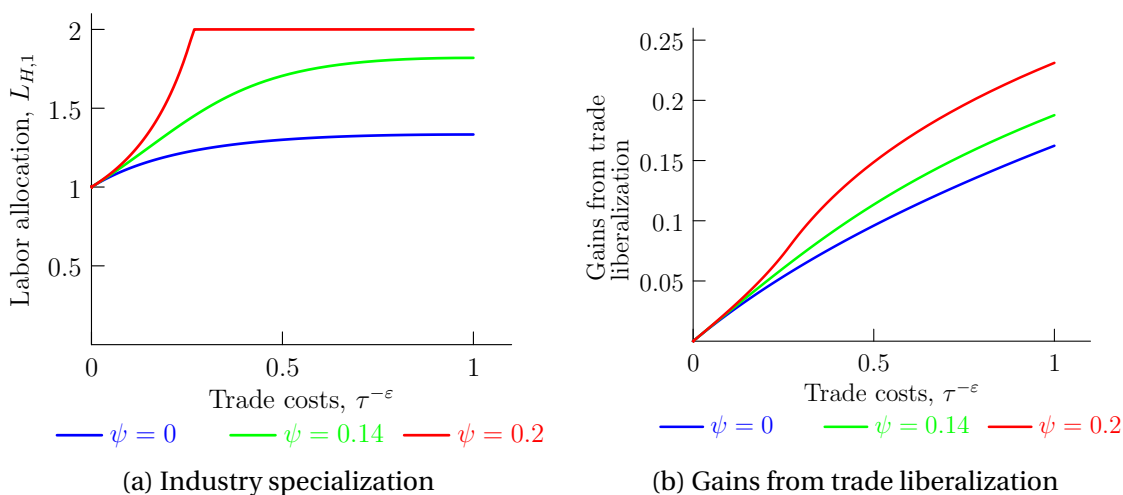 2
1.5
1
0.5
Labor allocation, L_{H,1}
0
0.5
1
Trade costs, τ^{−ε}
ψ = 0
ψ = 0.14
ψ = 0.2
(a) Industry specialization
0.25
0.2
0.15
0.1
0.05
Gains from trade
liberalization
0
0.5
1
Trade costs, τ^{−ε}
ψ = 0
ψ = 0.14
ψ = 0.2
(b) Gains from trade liberalization